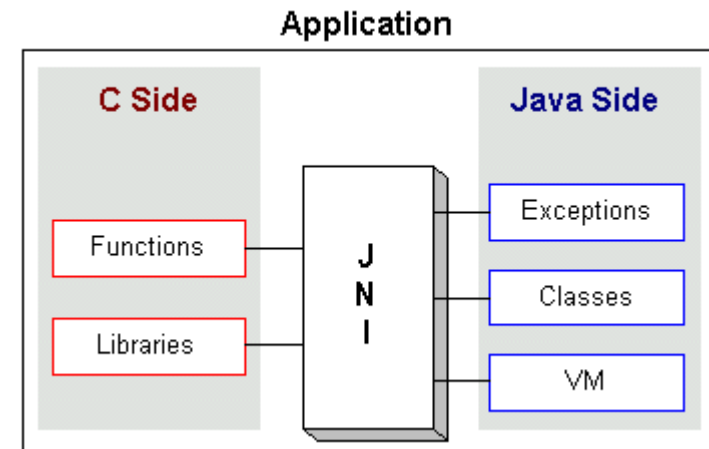 Application
C Side
Java Side
Functions
Libraries
J
N
I
Exceptions
Classes
VM